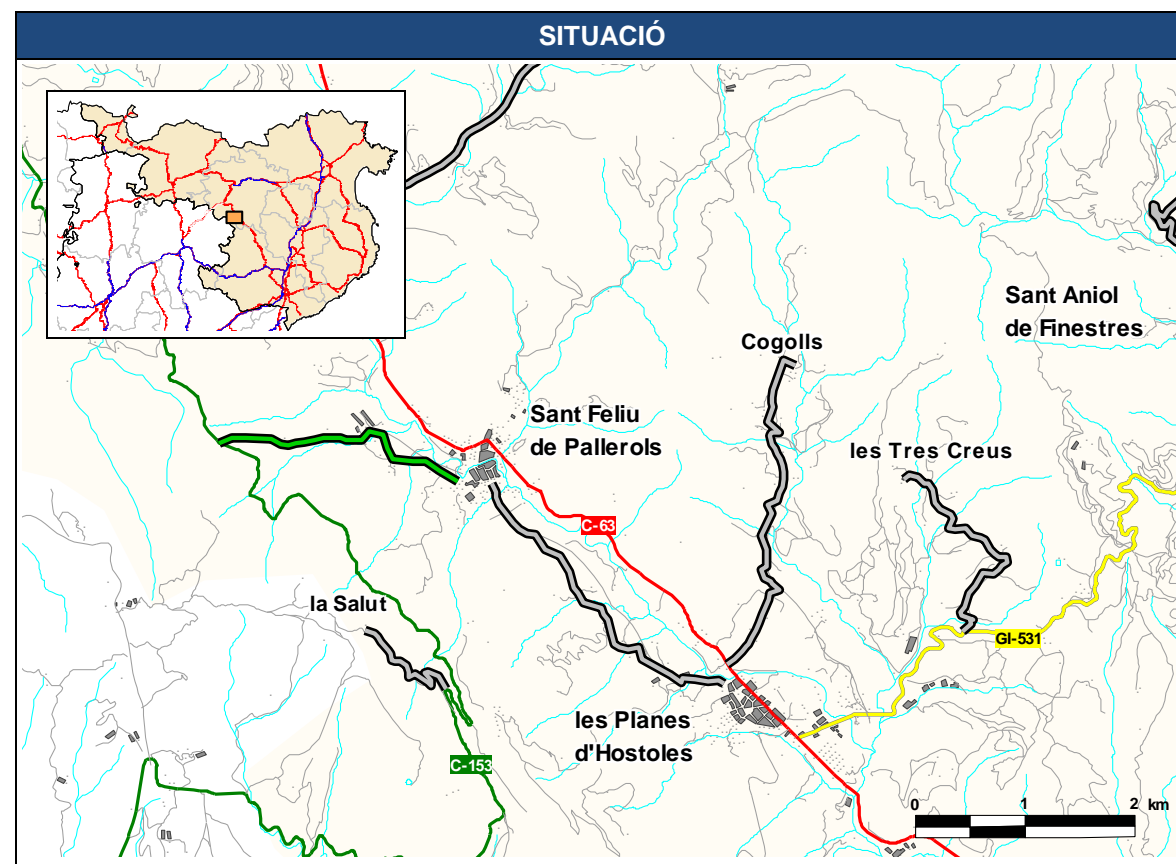 SITUACIÓ
Sant Aniol
de Finestres
Cogolls
Sant Feliu
de Pallerols
les Tres Creus
C-63
la Salut
GI-531
les Planes
d'Hostoles
C-153
0 1 2 km